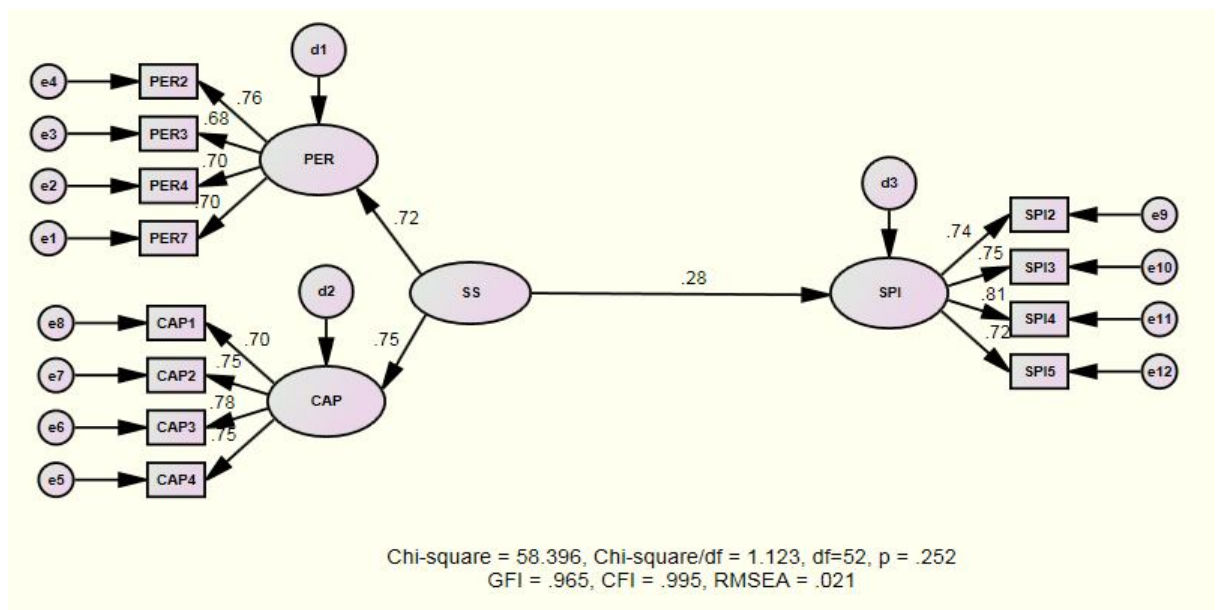 d1
e4 PER2 .76
e3 PER3 .68
PER
e2 PER4 .70
e1 PER7 .70
.72
d3
SPI2 e9
.74
SPI3 e10
.75
SS .28 SPI
.81
SPI4 e11
.72
SPI5 e12
d2
.75
e8 CAP1 .70
e7 CAP2 .75
CAP
e6 CAP3 .78
e5 CAP4 .75
Chi-square = 58.396, Chi-square/df = 1.123, df=52, p = .252
GFI = .965, CFI = .995, RMSEA = .021